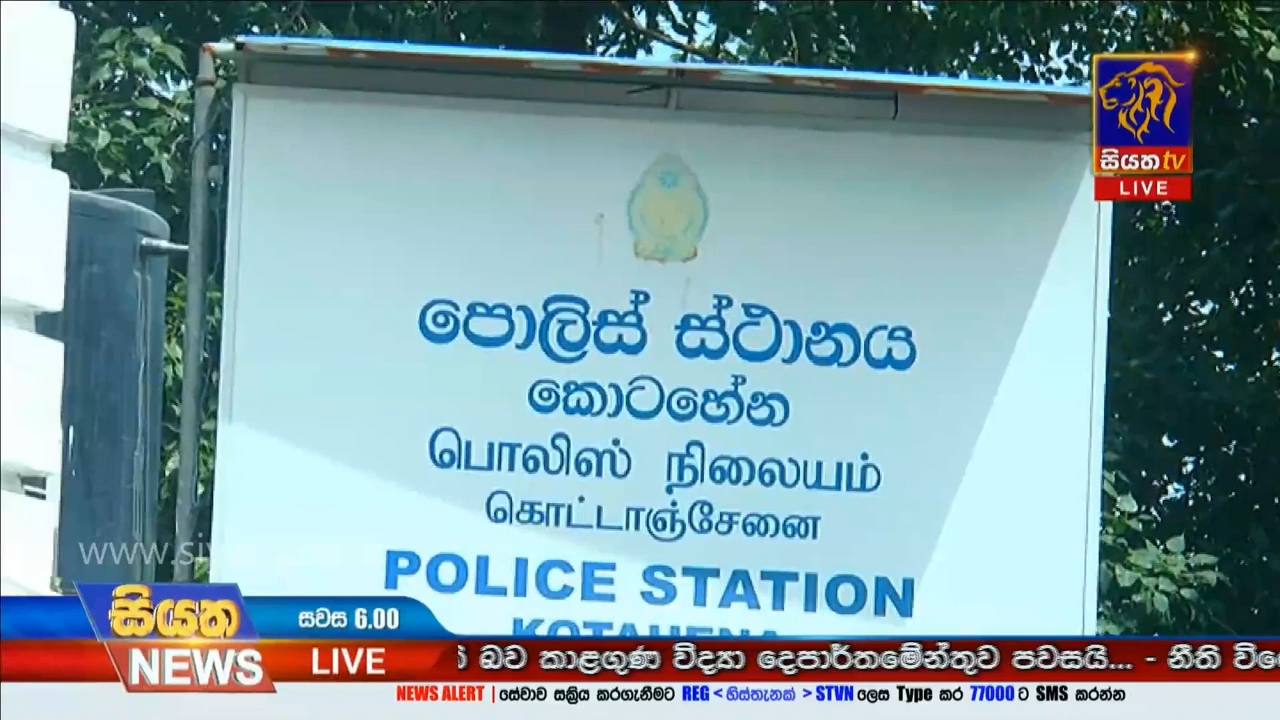 සියත tv
LIVE
පොලිස් ස්ථානය
කොටහේන
பொலிஸ் நிலையம்
கொட்டாஞ்சேனை
POLICE STATION
KOTAHENA
සියත
NEWS
සවස 6.00
LIVE
බව කාළගුණ විද්‍යා දෙපාර්තමේන්තුව පවසයි... - නීති
NEWS ALERT | සේවාව සක්‍රිය කරගැනීමට REG < හිස්තැනක් > STVN ලෙස Type කර 77000 ට SMS කරන්න